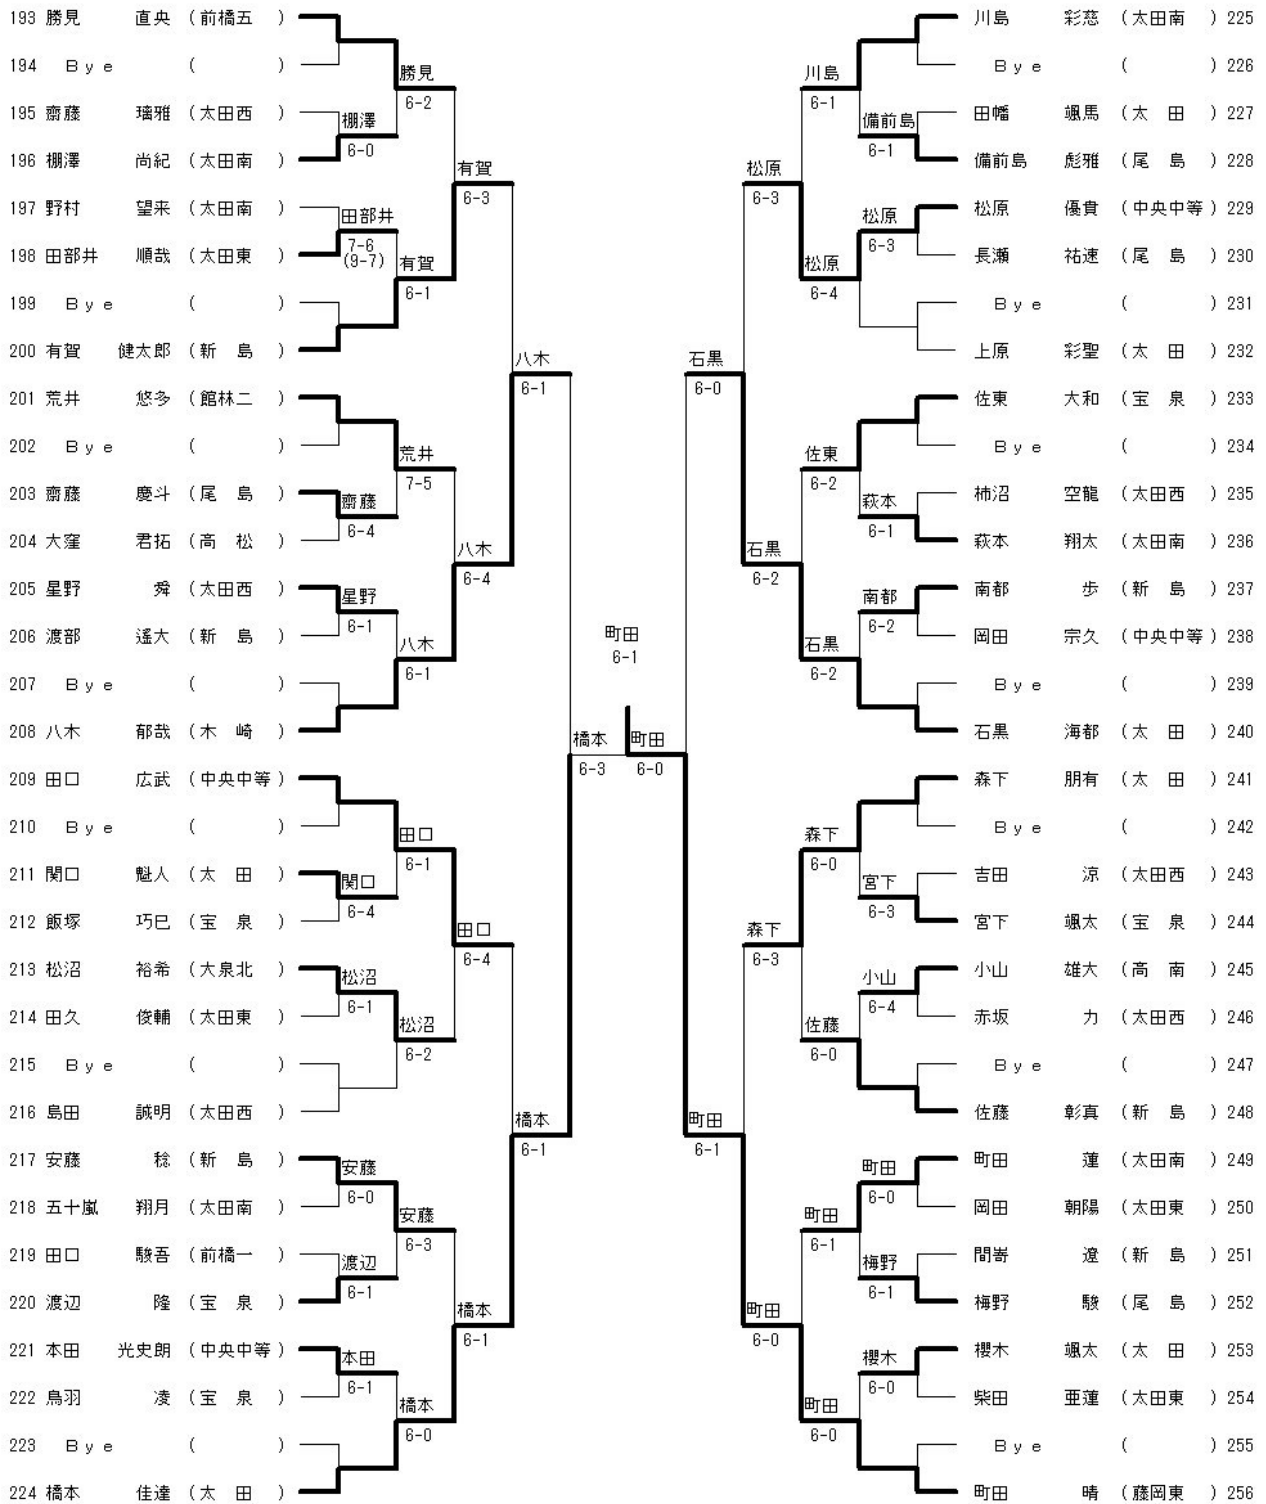 193 勝見 直央 (前橋五)
194 Bye ( )
勝見
6-2
195 齋藤 璃雅 (太田西)
棚澤
6-0
196 棚澤 尚紀 (太田南)
有賀
6-3
197 野村 望来 (太田南)
田部井
7-6
(9-7)
198 田部井 順哉 (太田東)
有賀
6-1
199 Bye ( )
200 有賀 健太郎 (新 島)
八木
6-1
201 荒井 悠多 (館林二)
202 Bye ( )
荒井
7-5
203 齋藤 慶斗 (尾 島)
齋藤
6-4
204 大窪 君拓 (高 松)
八木
6-4
205 星野 舜 (太田西)
星野
6-1
206 渡部 遙大 (新 島)
八木
6-1
207 Bye ( )
208 八木 郁哉 (木 崎)
橋本
6-3
209 田口 広武 (中央中等)
210 Bye ( )
田口
6-1
211 関口 魁人 (太 田)
関口
6-4
212 飯塚 巧巳 (宝 泉)
田口
6-4
213 松沼 裕希 (大泉北)
松沼
6-1
214 田久 俊輔 (太田東)
松沼
6-2
215 Bye ( )
216 島田 誠明 (太田西)
橋本
6-1
217 安藤 稔 (新 島)
安藤
6-0
218 五十嵐 翔月 (太田南)
安藤
6-3
219 田口 駿吾 (前橋一)
渡辺
6-1
220 渡辺 隆 (宝 泉)
橋本
6-1
221 本田 光史朗 (中央中等)
本田
6-1
222 鳥羽 凌 (宝 泉)
橋本
6-0
223 Bye ( )
224 橋本 佳達 (太 田)
町田
6-1
町田
6-0
川島 彩慈 (太田南) 225
Bye ( ) 226
川島
6-1
田幡 颯馬 (太 田) 227
備前島
6-1
備前島 彪雅 (尾 島) 228
松原
6-3
松原 優貴 (中央中等) 229
松原
6-3
長瀬 祐速 (尾 島) 230
松原
6-4
Bye ( ) 231
上原 彩聖 (太 田) 232
石黒
6-0
佐東 大和 (宝 泉) 233
Bye ( ) 234
佐東
6-2
柿沼 空龍 (太田西) 235
萩本
6-1
萩本 翔太 (太田南) 236
石黒
6-2
南都 歩 (新 島) 237
南都
6-2
岡田 宗久 (中央中等) 238
石黒
6-2
Bye ( ) 239
石黒 海都 (太 田) 240
森下 朋有 (太 田) 241
Bye ( ) 242
森下
6-0
吉田 涼 (太田西) 243
宮下
6-3
宮下 颯太 (宝 泉) 244
森下
6-3
小山 雄大 (高 南) 245
小山
6-4
赤坂 力 (太田西) 246
佐藤
6-0
Bye ( ) 247
佐藤 彰真 (新 島) 248
町田
6-1
町田 蓮 (太田南) 249
町田
6-0
岡田 朝陽 (太田東) 250
町田
6-1
間嵜 遼 (新 島) 251
梅野
6-1
梅野 駿 (尾 島) 252
町田
6-0
櫻木 颯太 (太 田) 253
櫻木
6-0
柴田 亜蓮 (太田東) 254
町田
6-0
Bye ( ) 255
町田 晴 (藤岡東) 256